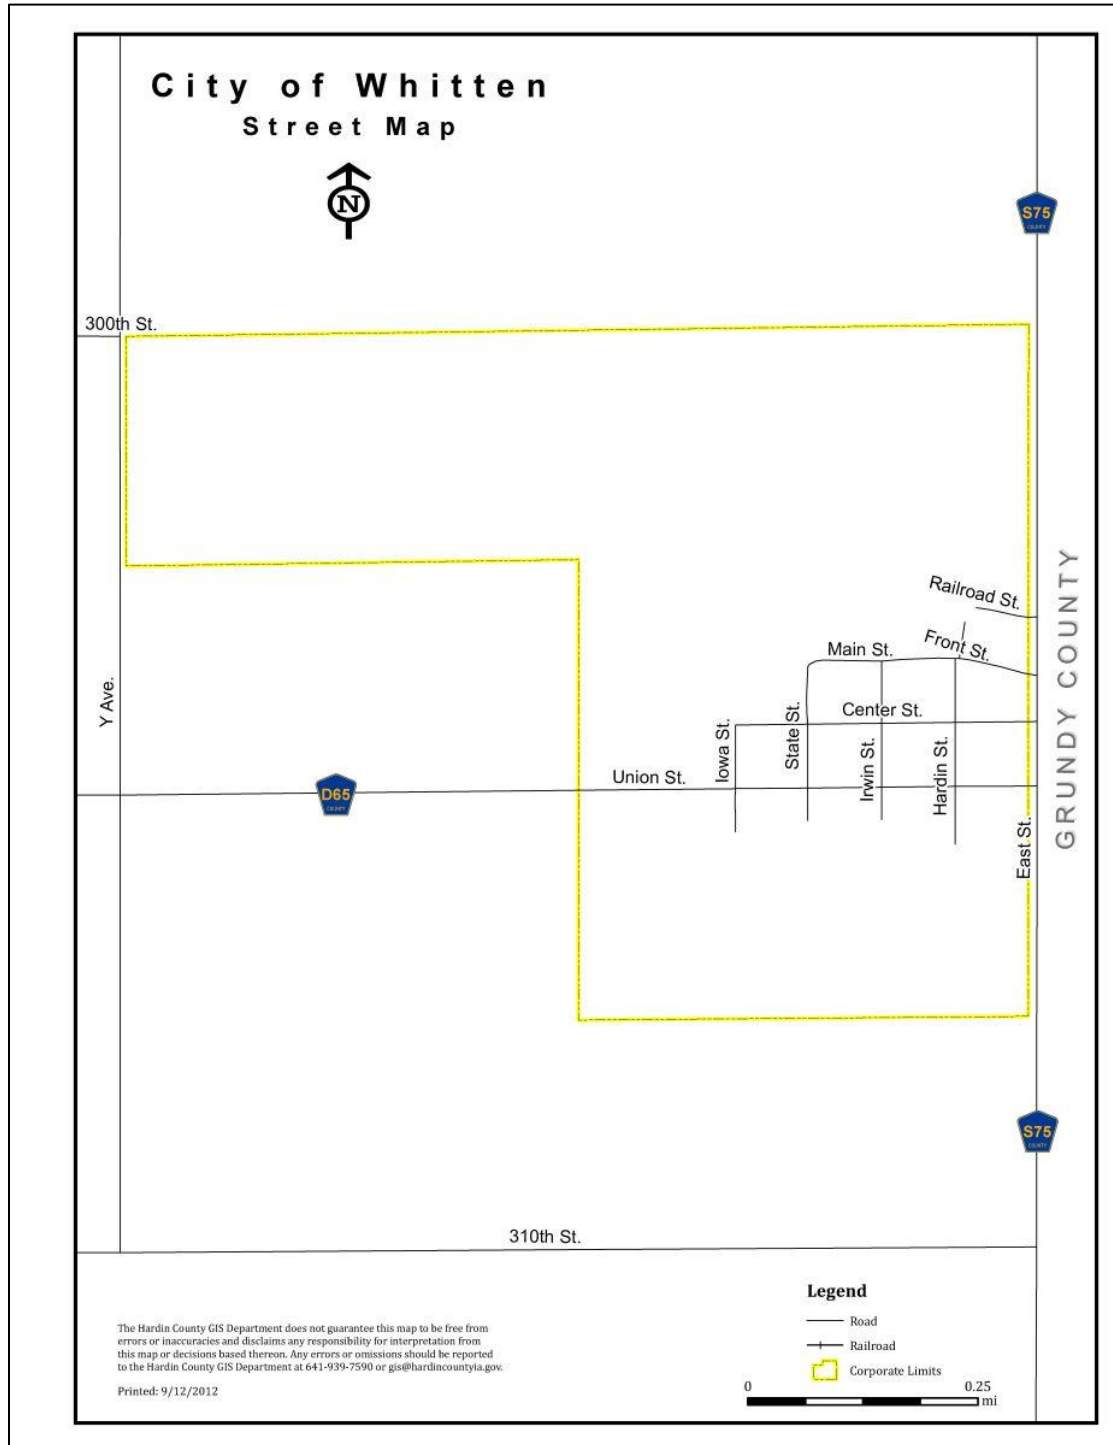 City of Whitten
Street Map
N
S75
COUNTY
300th St.
Railroad St.
Front St.
Main St.
Center St.
Y Ave.
Iowa St.
State St.
Irwin St.
Hardin St.
Union St.
D65
COUNTY
East St.
GRUNDY COUNTY
S75
COUNTY
310th St.
Legend
Road
Railroad
Corporate Limits
0 0.25
mi
The Hardin County GIS Department does not guarantee this map to be free from
errors or inaccuracies and disclaims any responsibility for interpretation from
this map or decisions based thereon. Any errors or omissions should be reported
to the Hardin County GIS Department at 641-939-7590 or gis@hardincountyia.gov.
Printed: 9/12/2012